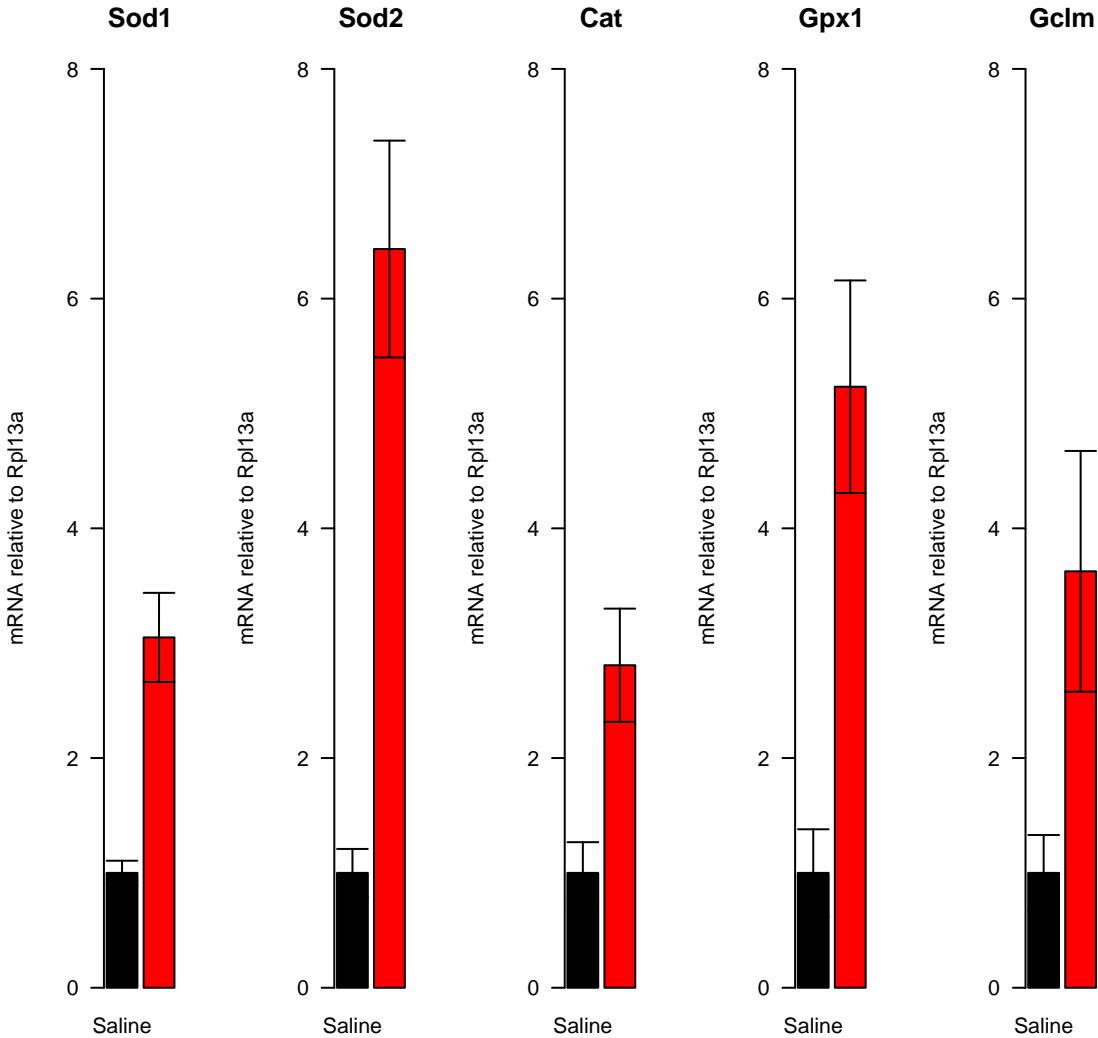 Sod1
8
6
4
2
0
mRNA relative to Rpl13a
Saline
Sod2
8
6
4
2
0
mRNA relative to Rpl13a
Saline
Cat
8
6
4
2
0
mRNA relative to Rpl13a
Saline
Gpx1
8
6
4
2
0
mRNA relative to Rpl13a
Saline
Gclm
8
6
4
2
0
mRNA relative to Rpl13a
Saline